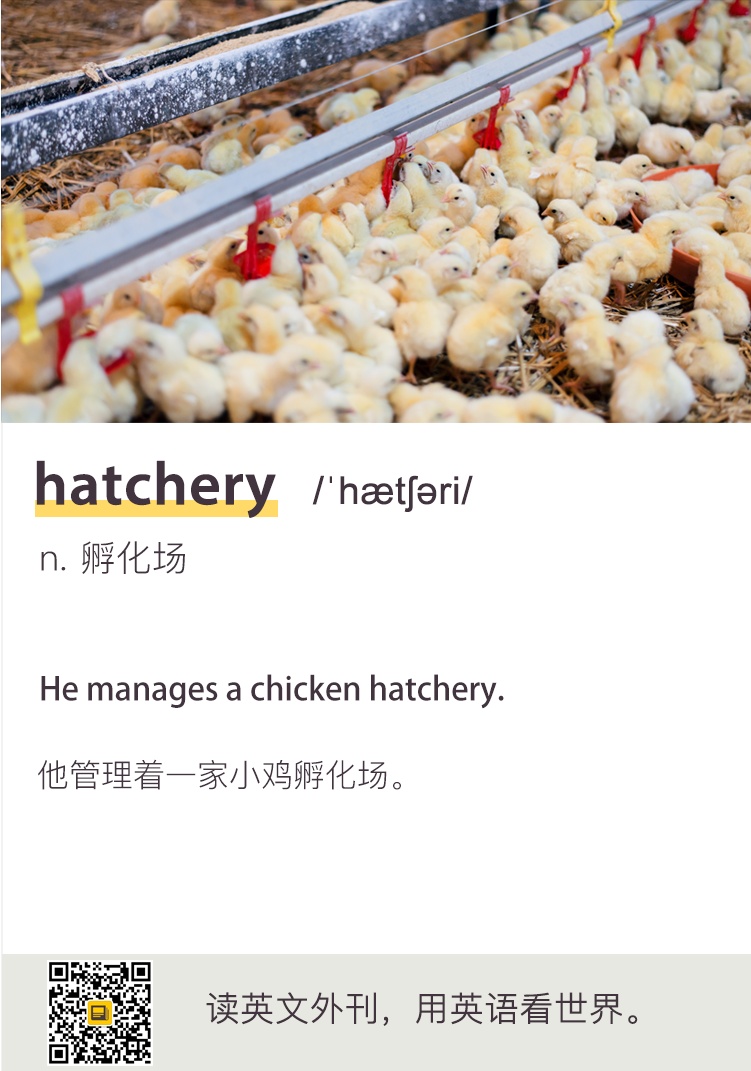 hatchery /ˈhætʃəri/
n. 孵化场
He manages a chicken hatchery.
他管理着一家小鸡孵化场。
读英文外刊，用英语看世界。